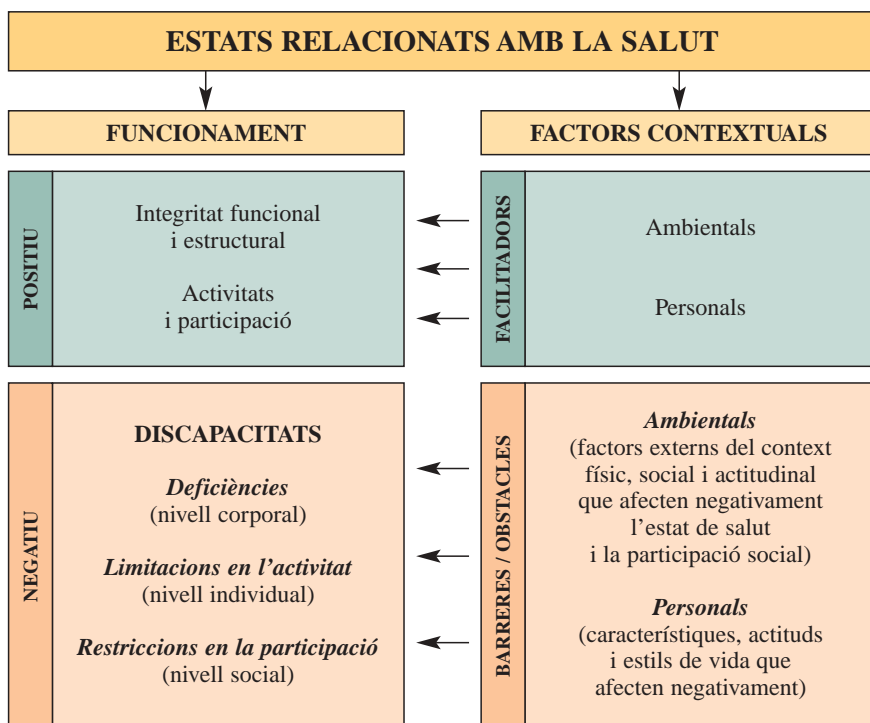 ESTATS RELACIONATS AMB LA SALUT
FUNCIONAMENT
FACTORS CONTEXTUALS
POSITIU
Integritat funcional
i estructural
Activitats
i participació
FACILITADORS
Ambientals
Personals
NEGATIU
DISCAPACITATS
Deficiències
(nivell corporal)
Limitacions en l’activitat
(nivell individual)
Restriccions en la participació
(nivell social)
BARRERES / OBSTACLES
Ambientals
(factors externs del context
físic, social i actitudinal
que afecten negativament
l’estat de salut
i la participació social)
Personals
(característiques, actituds
i estils de vida que
afecten negativament)